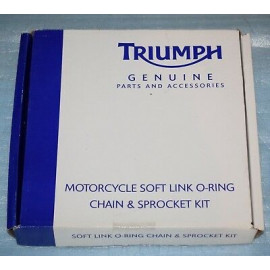 TRIUMPH
GENUINE
PARTS AND ACCESSORIES
MOTORCYCLE SOFT LINK O-RING
CHAIN & SPROCKET KIT
SOFT LINK O-RING CHAIN & SPROCKET KIT